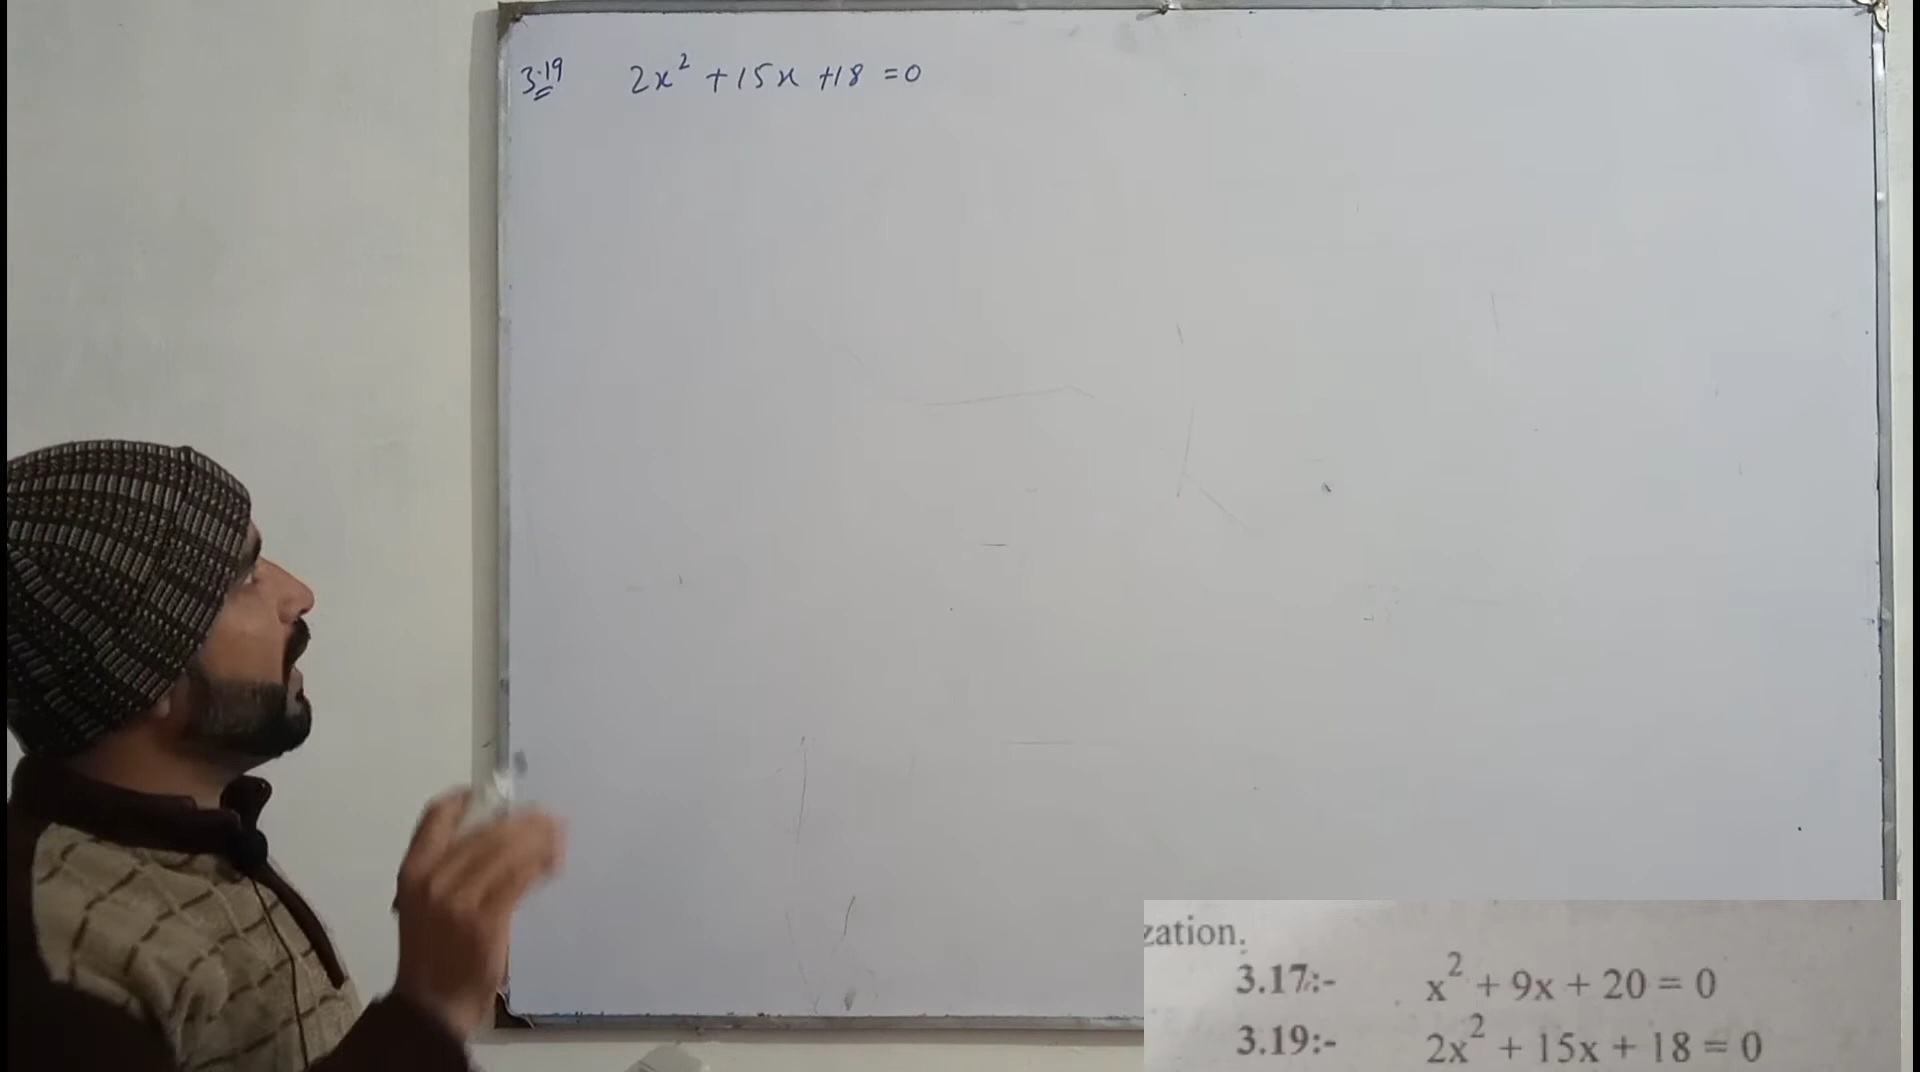 3.19 2x² + 15x + 18 = 0
zation.
3.17:- x² + 9x + 20 = 0
3.19:- 2x² + 15x + 18 = 0